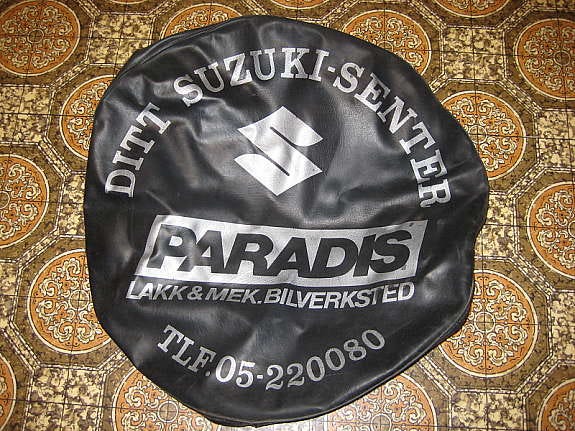 DITT SUZUKI-SENTER
PARADIS
LAKK & MEK. BILVERKSTED
TLF. 05-220080